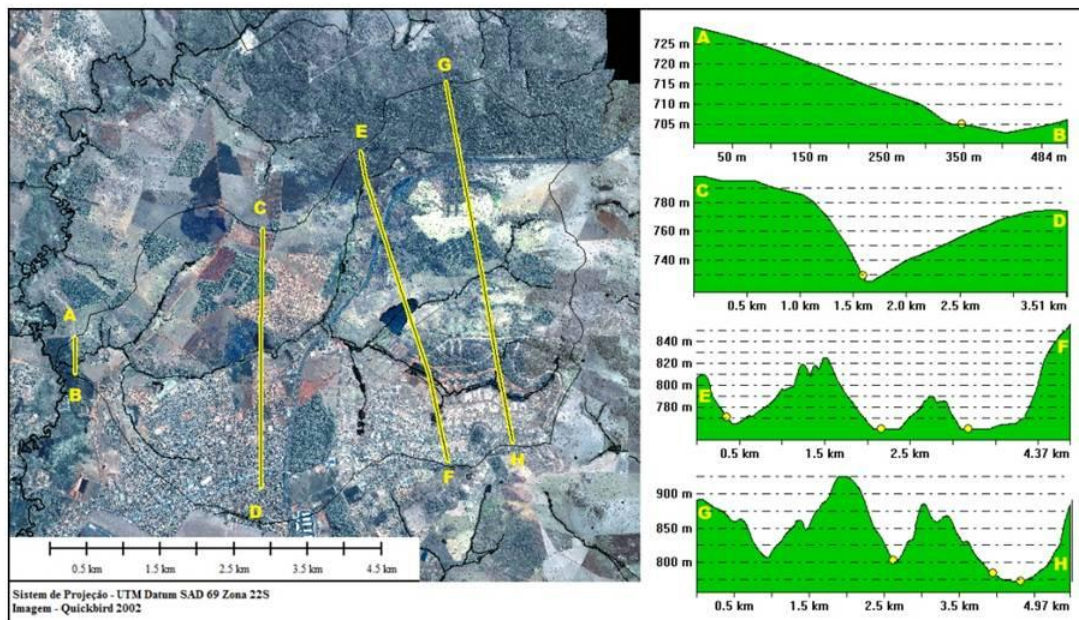 G
E
C
A
B
D
F
H
0.5 km 1.5 km 2.5 km 3.5 km 4.5 km
Sistem de Projeção - UTM Datum SAD 69 Zona 22S
Imagem - Quickbird 2002
A
725 m
720 m
715 m
710 m
705 m
B
50 m 150 m 250 m 350 m 484 m
C
780 m
D
760 m
740 m
0.5 km 1.0 km 1.5 km 2.0 km 2.5 km 3.51 km
840 m
F
820 m
800 m
E
780 m
0.5 km 1.5 km 2.5 km 4.37 km
900 m
G
850 m
800 m
H
0.5 km 1.5 km 2.5 km 3.5 km 4.97 km